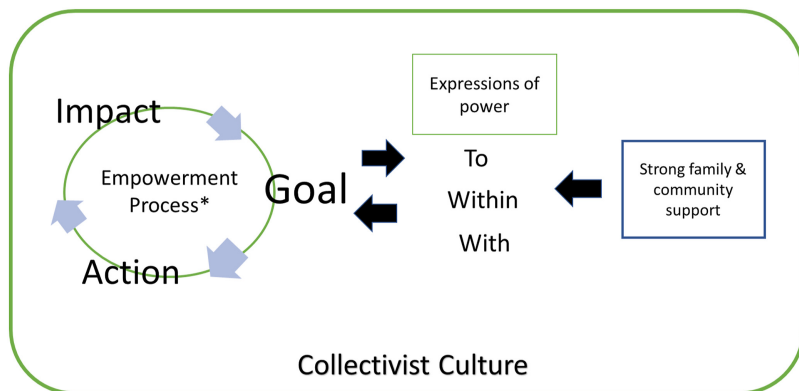 Impact
Empowerment
Process*
Goal
Action
Expressions of
power
To
Within
With
Strong family &
community
support
Collectivist Culture